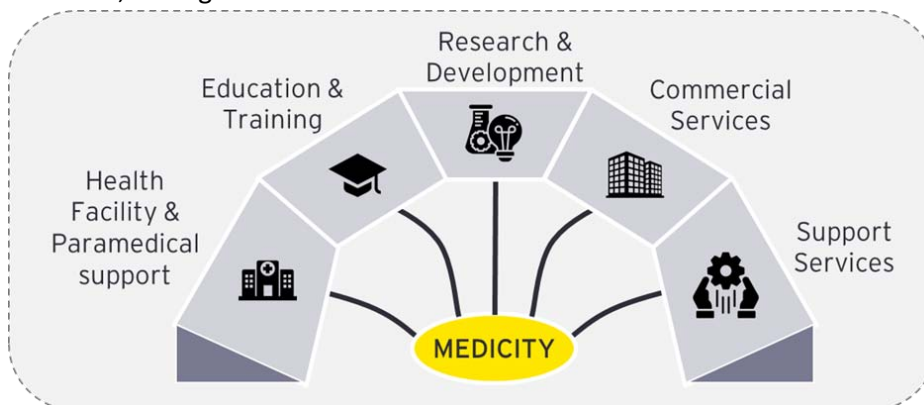 Research &
Development
Education &
Training
Commercial
Services
Health
Facility &
Paramedical
support
Support
Services
MEDICITY